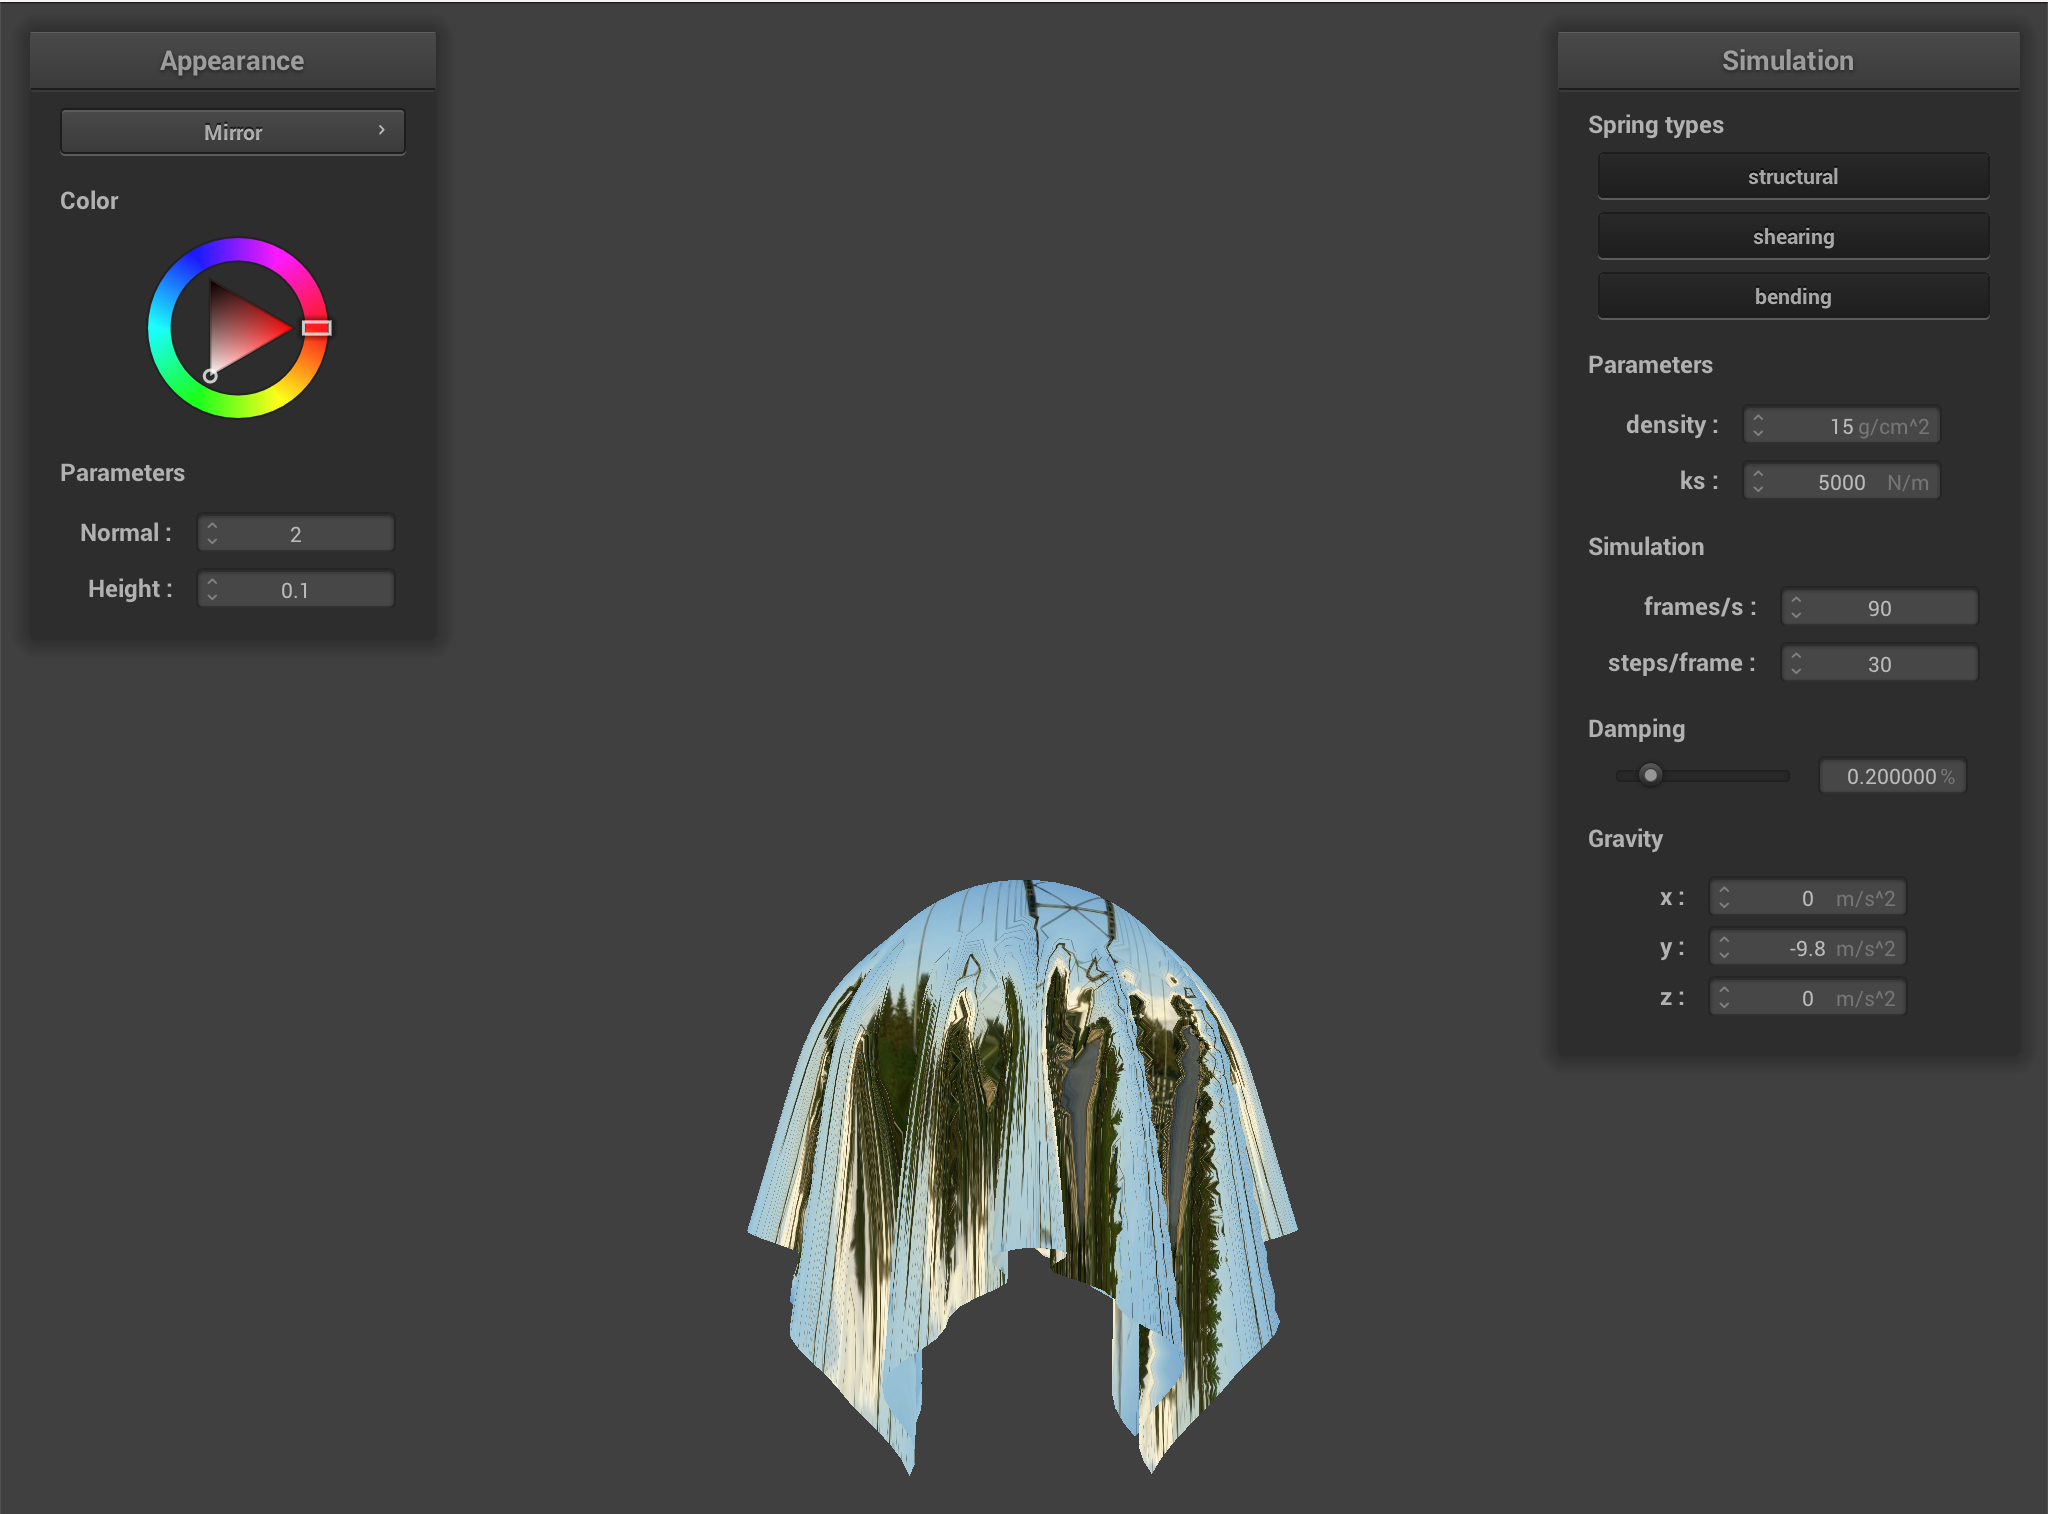 Appearance
Mirror
Color
Parameters
Normal : 2
Height : 0.1
Simulation
Spring types
structural
shearing
bending
Parameters
density : 15 g/cm^2
ks : 5000 N/m
Simulation
frames/s : 90
steps/frame : 30
Damping
0.200000 %
Gravity
x : 0 m/s^2
y : -9.8 m/s^2
z : 0 m/s^2